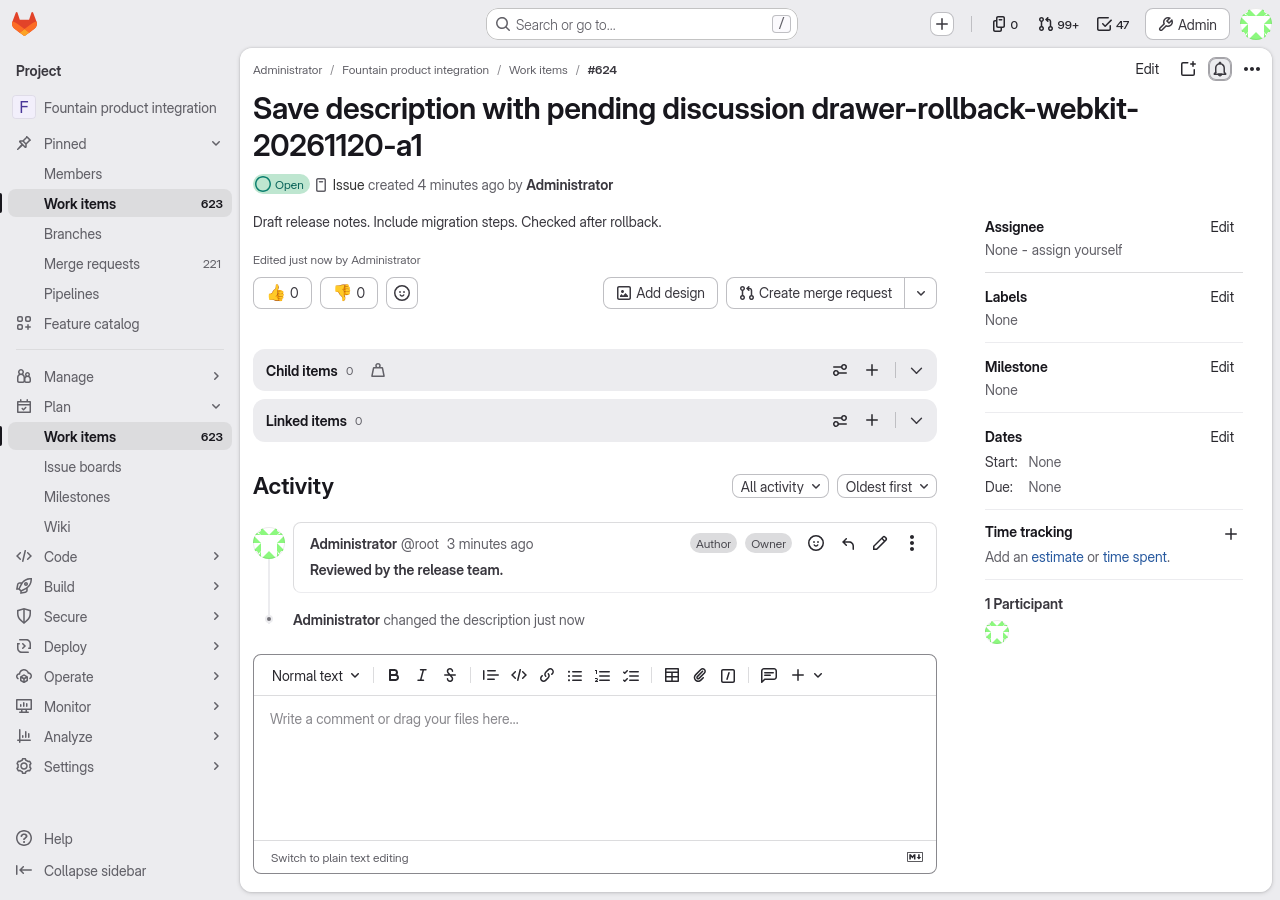 Search or go to...
/
0
99+
47
Admin
Project
F
Fountain product integration
Pinned
Members
Work items 623
Branches
Merge requests 221
Pipelines
Feature catalog
Manage
Plan
Work items 623
Issue boards
Milestones
Wiki
Code
Build
Secure
Deploy
Operate
Monitor
Analyze
Settings
Help
Collapse sidebar
Administrator / Fountain product integration / Work items / #624
Edit
Save description with pending discussion drawer-rollback-webkit-
20261120-a1
Open Issue created 4 minutes ago by Administrator
Draft release notes. Include migration steps. Checked after rollback.
Edited just now by Administrator
👍 0 👎 0
Add design Create merge request
Child items 0
Linked items 0
Activity
All activity Oldest first
Administrator @root 3 minutes ago Author Owner
Reviewed by the release team.
Administrator changed the description just now
Normal text
Write a comment or drag your files here...
Switch to plain text editing
Assignee Edit
None - assign yourself
Labels Edit
None
Milestone Edit
None
Dates Edit
Start: None
Due: None
Time tracking
Add an estimate or time spent.
1 Participant